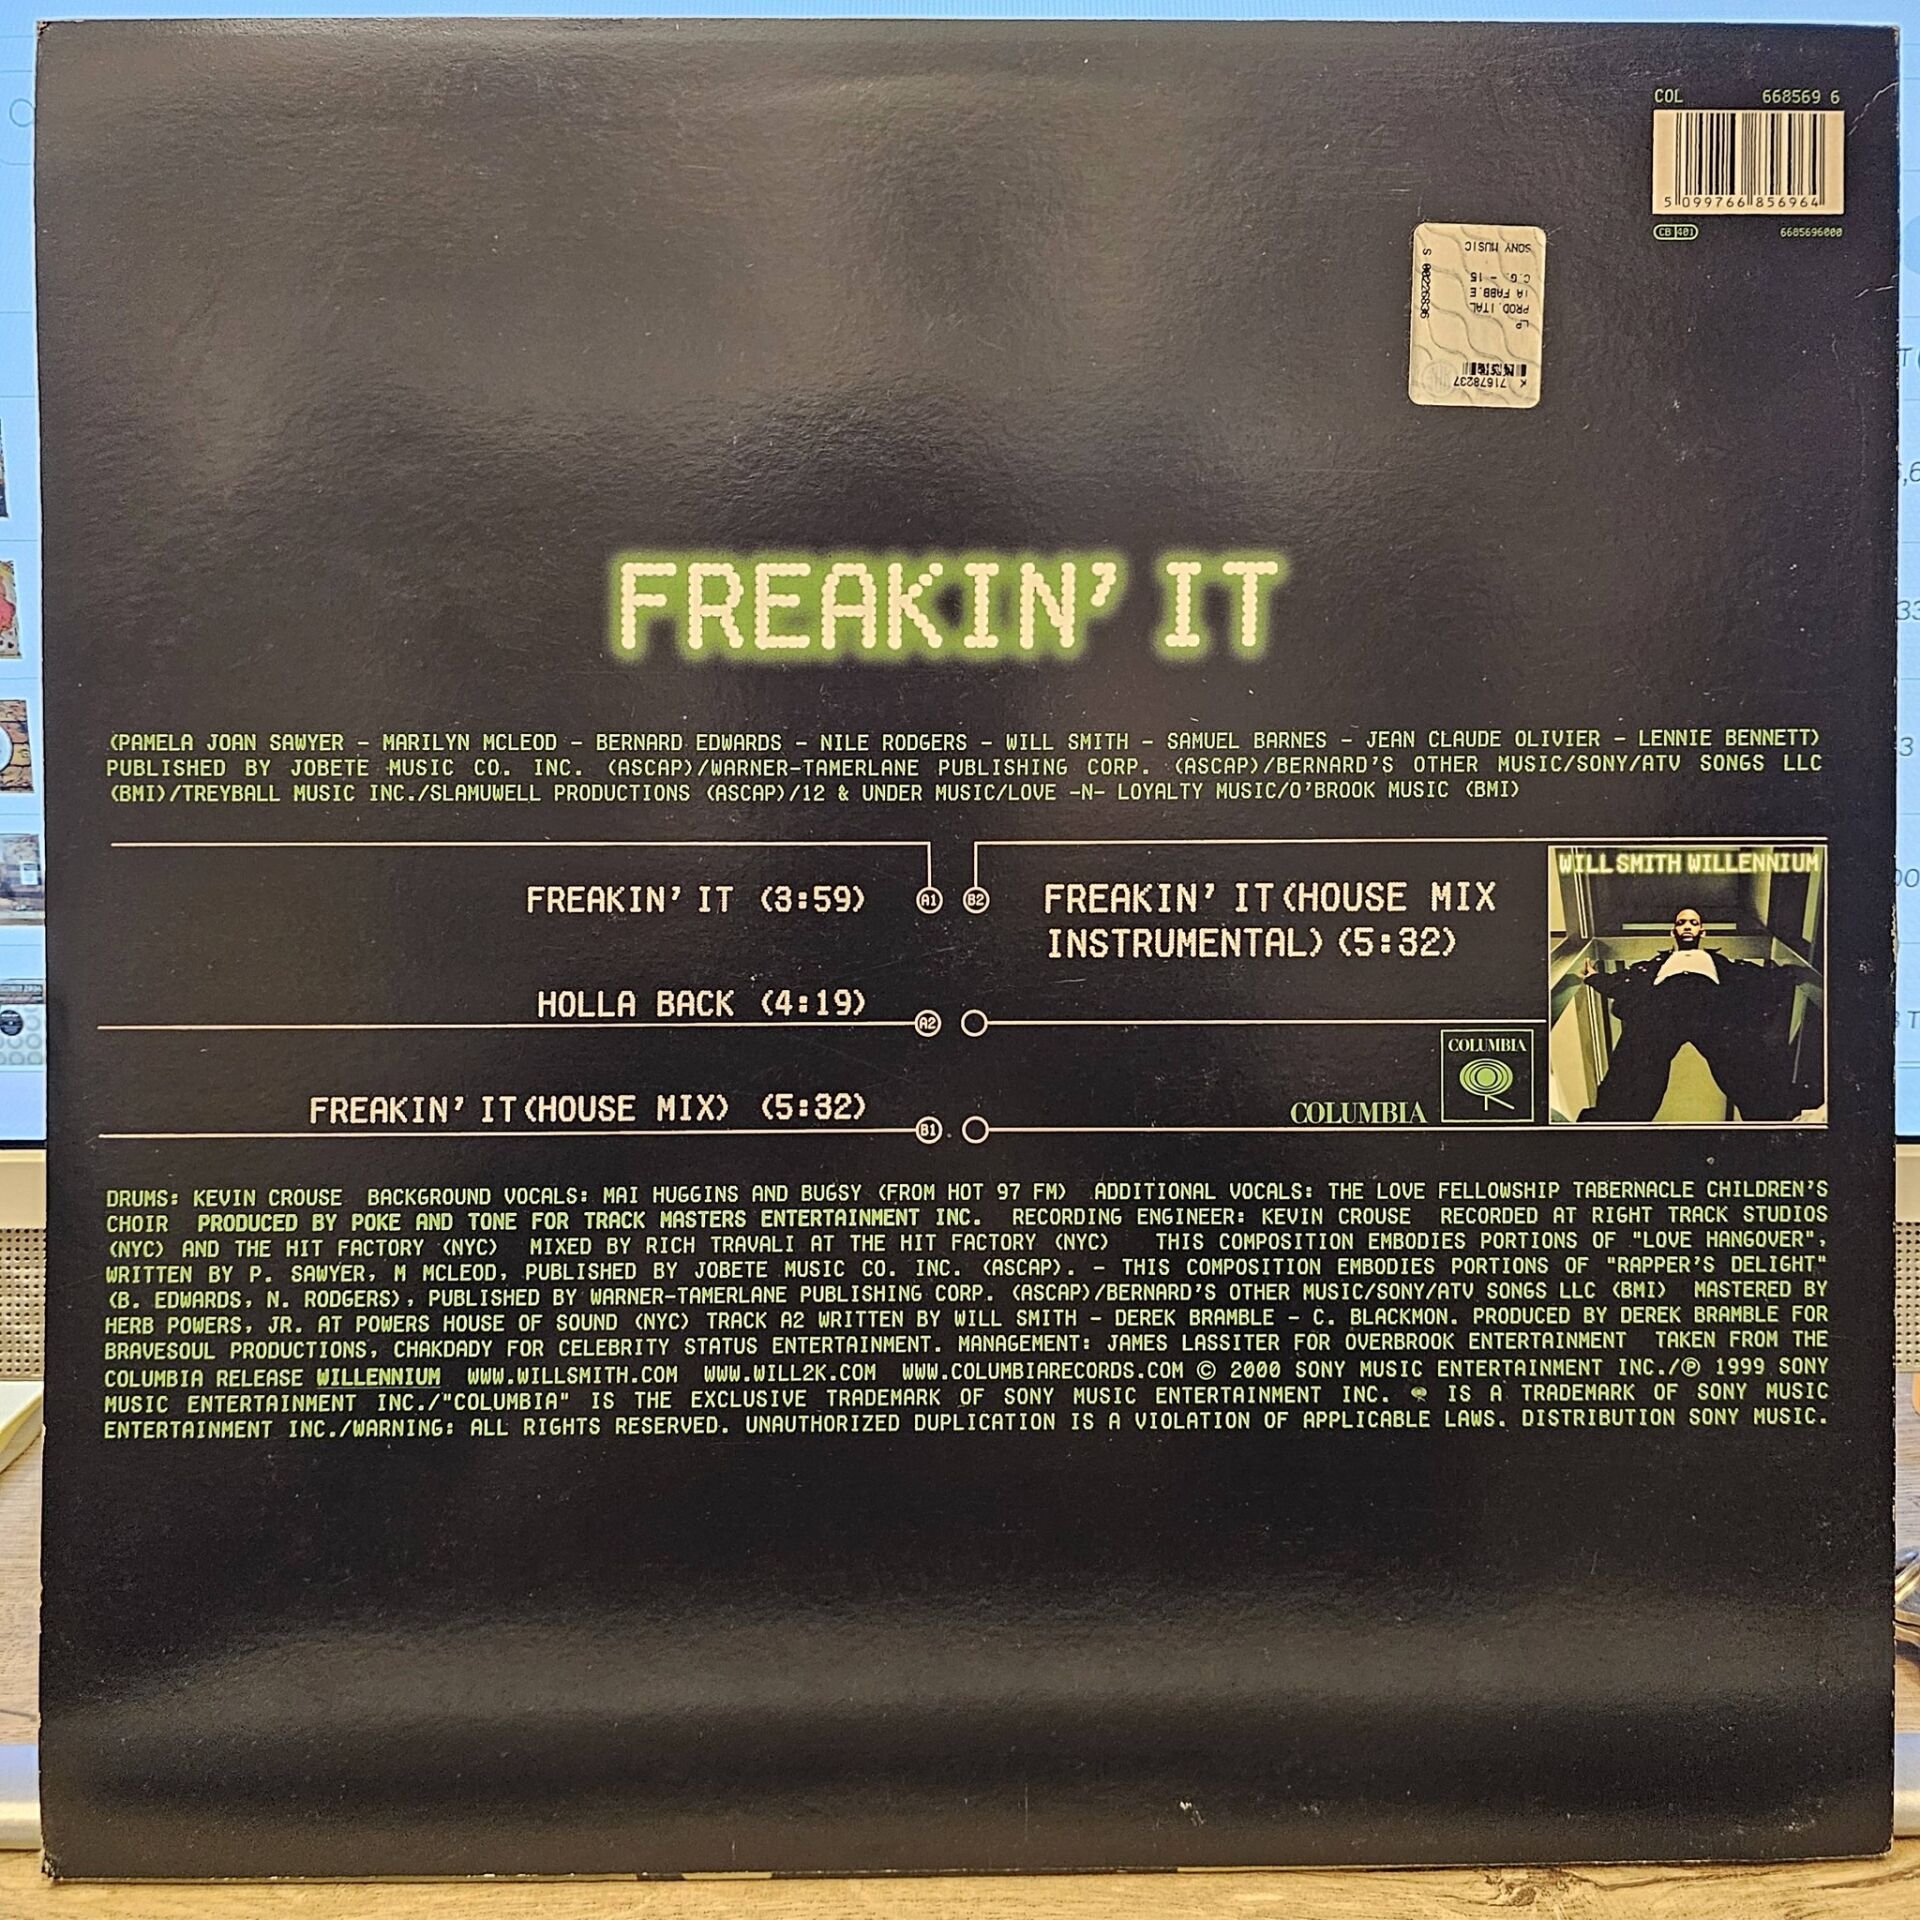 COL 668569 6
5 099766 856964
CB 401 6685696000
SONY MUSIC
C.G. - 15
IA FABB.E
PROD.ITAL
LP
S 00226836
K 71678237
FREAKIN' IT
(PAMELA JOAN SAWYER - MARILYN MCLEOD - BERNARD EDWARDS - NILE RODGERS - WILL SMITH - SAMUEL BARNES - JEAN CLAUDE OLIVIER - LENNIE BENNETT)
PUBLISHED BY JOBETE MUSIC CO. INC. (ASCAP)/WARNER-TAMERLANE PUBLISHING CORP. (ASCAP)/BERNARD'S OTHER MUSIC/SONY/ATV SONGS LLC
(BMI)/TREYBALL MUSIC INC./SLAMUWELL PRODUCTIONS (ASCAP)/12 & UNDER MUSIC/LOVE -N- LOYALTY MUSIC/O'BROOK MUSIC (BMI)
FREAKIN' IT (3:59) A1
HOLLA BACK (4:19) A2
FREAKIN' IT (HOUSE MIX) (5:32) B1
B2 FREAKIN' IT (HOUSE MIX
INSTRUMENTAL) (5:32)
WILL SMITH WILLENNIUM
COLUMBIA
COLUMBIA
DRUMS: KEVIN CROUSE BACKGROUND VOCALS: MAI HUGGINS AND BUGSY (FROM HOT 97 FM) ADDITIONAL VOCALS: THE LOVE FELLOWSHIP TABERNACLE CHILDREN'S
CHOIR PRODUCED BY POKE AND TONE FOR TRACK MASTERS ENTERTAINMENT INC. RECORDING ENGINEER: KEVIN CROUSE RECORDED AT RIGHT TRACK STUDIOS
(NYC) AND THE HIT FACTORY (NYC) MIXED BY RICH TRAVALI AT THE HIT FACTORY (NYC) THIS COMPOSITION EMBODIES PORTIONS OF "LOVE HANGOVER",
WRITTEN BY P. SAWYER, M MCLEOD, PUBLISHED BY JOBETE MUSIC CO. INC. (ASCAP). - THIS COMPOSITION EMBODIES PORTIONS OF "RAPPER'S DELIGHT"
(B. EDWARDS, N. RODGERS), PUBLISHED BY WARNER-TAMERLANE PUBLISHING CORP. (ASCAP)/BERNARD'S OTHER MUSIC/SONY/ATV SONGS LLC (BMI) MASTERED BY
HERB POWERS, JR. AT POWERS HOUSE OF SOUND (NYC) TRACK A2 WRITTEN BY WILL SMITH - DEREK BRAMBLE - C. BLACKMON. PRODUCED BY DEREK BRAMBLE FOR
BRAVESOUL PRODUCTIONS, CHAKDADY FOR CELEBRITY STATUS ENTERTAINMENT. MANAGEMENT: JAMES LASSITER FOR OVERBROOK ENTERTAINMENT TAKEN FROM THE
COLUMBIA RELEASE WILLENNIUM WWW.WILLSMITH.COM WWW.WILL2K.COM WWW.COLUMBIARECORDS.COM © 2000 SONY MUSIC ENTERTAINMENT INC./℗ 1999 SONY
MUSIC ENTERTAINMENT INC./"COLUMBIA" IS THE EXCLUSIVE TRADEMARK OF SONY MUSIC ENTERTAINMENT INC. IS A TRADEMARK OF SONY MUSIC
ENTERTAINMENT INC./WARNING: ALL RIGHTS RESERVED. UNAUTHORIZED DUPLICATION IS A VIOLATION OF APPLICABLE LAWS. DISTRIBUTION SONY MUSIC.